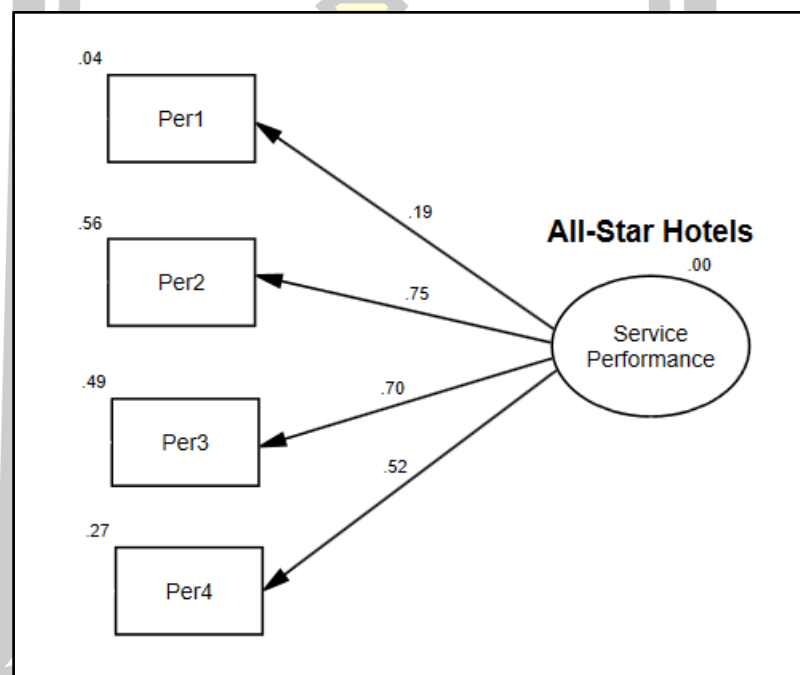 .04
Per1
.19
All-Star Hotels
.56
.00
Per2
.75
Service
Performance
.49
.70
Per3
.52
.27
Per4